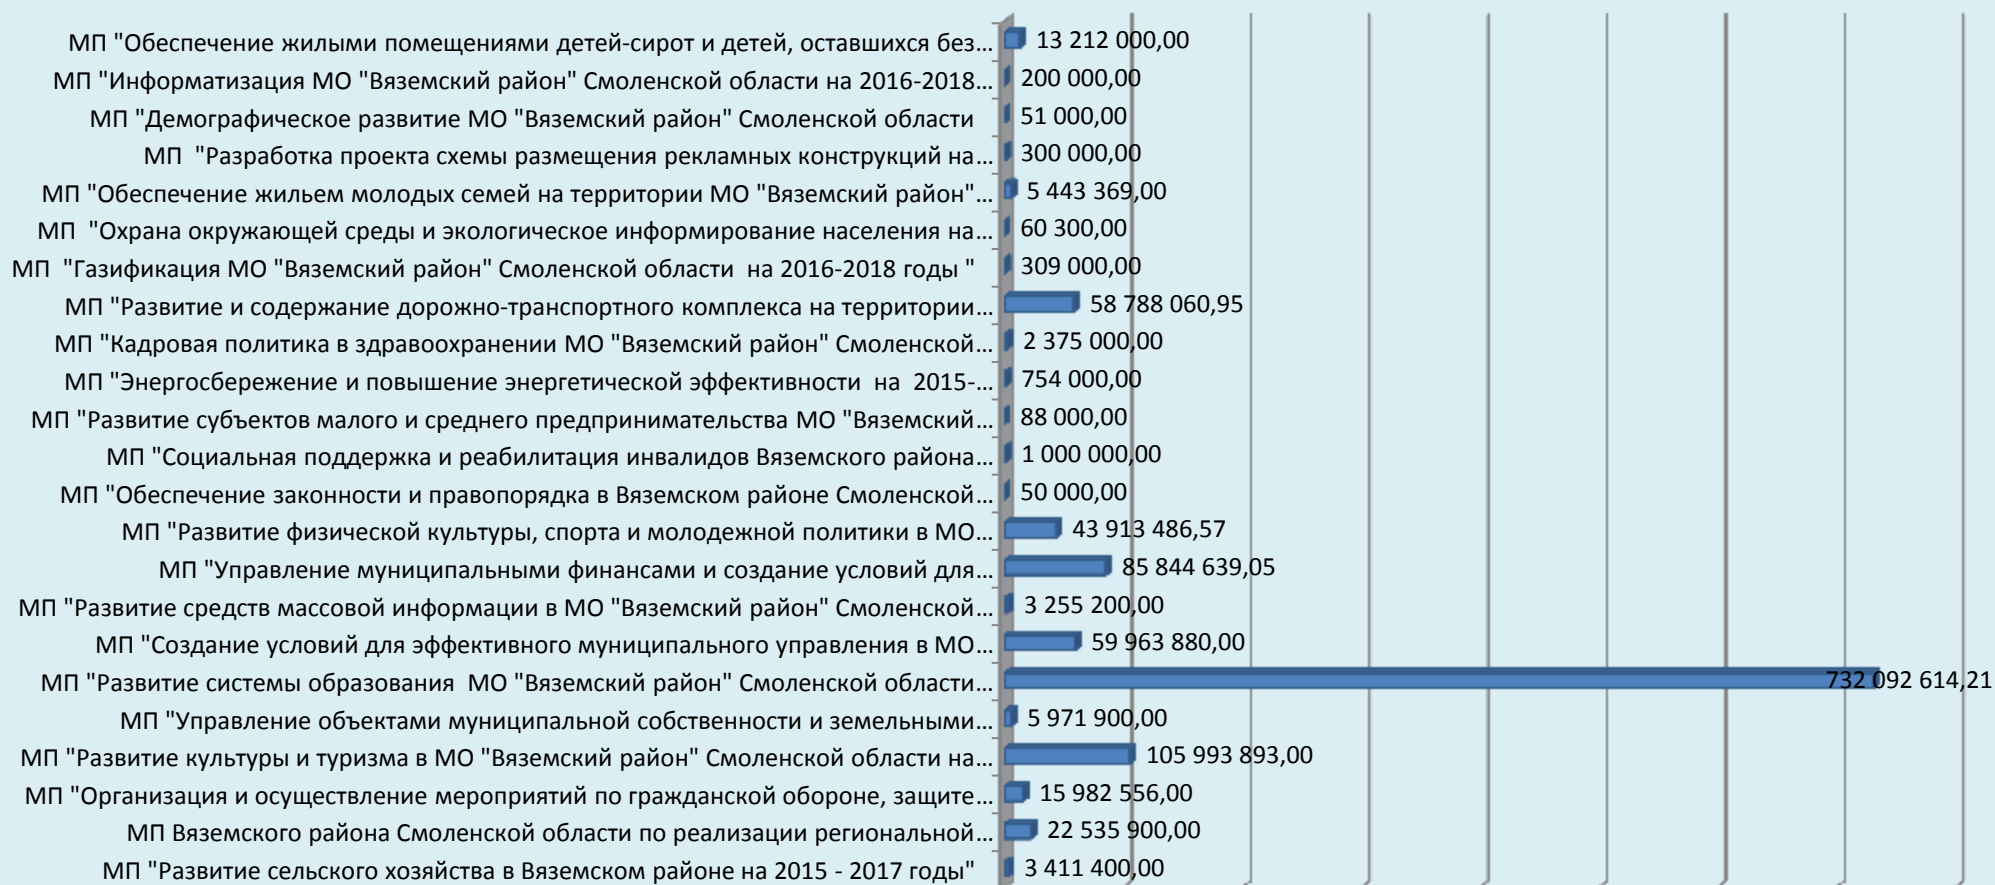 МП "Обеспечение жилыми помещениями детей-сирот и детей, оставшихся без... 13 212 000,00
МП "Информатизация МО "Вяземский район" Смоленской области на 2016-2018... 200 000,00
МП "Демографическое развитие МО "Вяземский район" Смоленской области 51 000,00
МП  "Разработка проекта схемы размещения рекламных конструкций на... 300 000,00
МП "Обеспечение жильем молодых семей на территории МО "Вяземский район"... 5 443 369,00
МП  "Охрана окружающей среды и экологическое информирование населения на... 60 300,00
МП  "Газификация МО "Вяземский район" Смоленской области  на 2016-2018 годы " 309 000,00
МП "Развитие и содержание дорожно-транспортного комплекса на территории... 58 788 060,95
МП "Кадровая политика в здравоохранении МО "Вяземский район" Смоленской... 2 375 000,00
МП "Энергосбережение и повышение энергетической эффективности  на  2015-... 754 000,00
МП "Развитие субъектов малого и среднего предпринимательства МО "Вяземский... 88 000,00
МП "Социальная поддержка и реабилитация инвалидов Вяземского района... 1 000 000,00
МП "Обеспечение законности и правопорядка в Вяземском районе Смоленской... 50 000,00
МП "Развитие физической культуры, спорта и молодежной политики в МО... 43 913 486,57
МП "Управление муниципальными финансами и создание условий для... 85 844 639,05
МП "Развитие средств массовой информации в МО "Вяземский район" Смоленской... 3 255 200,00
МП "Создание условий для эффективного муниципального управления в МО... 59 963 880,00
МП "Развитие системы образования  МО "Вяземский район" Смоленской области... 732 092 614,21
МП "Управление объектами муниципальной собственности и земельными... 5 971 900,00
МП "Развитие культуры и туризма в МО "Вяземский район" Смоленской области на... 105 993 893,00
МП "Организация и осуществление мероприятий по гражданской обороне, защите... 15 982 556,00
МП Вяземского района Смоленской области по реализации региональной... 22 535 900,00
МП "Развитие сельского хозяйства в Вяземском районе на 2015 - 2017 годы" 3 411 400,00